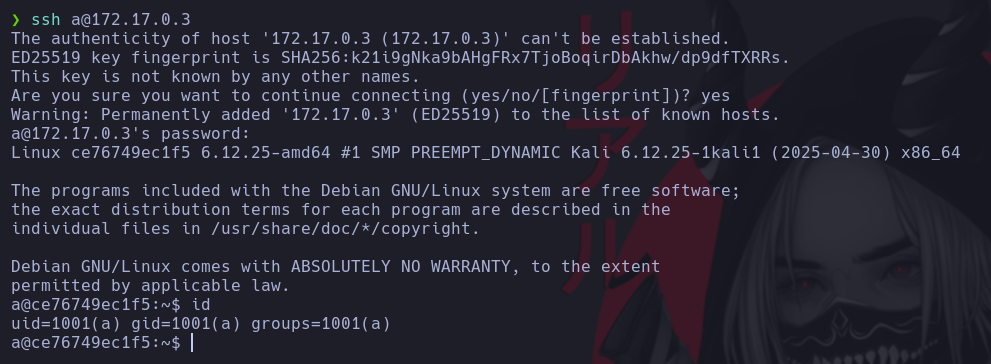 ❯ ssh a@172.17.0.3
The authenticity of host '172.17.0.3 (172.17.0.3)' can't be established.
ED25519 key fingerprint is SHA256:k21i9gNka9bAHgFRx7TjoBoqirDbAkhw/dp9dfTXRRs.
This key is not known by any other names.
Are you sure you want to continue connecting (yes/no/[fingerprint])? yes
Warning: Permanently added '172.17.0.3' (ED25519) to the list of known hosts.
a@172.17.0.3's password:
Linux ce76749ec1f5 6.12.25-amd64 #1 SMP PREEMPT_DYNAMIC Kali 6.12.25-1kali1 (2025-04-30) x86_64

The programs included with the Debian GNU/Linux system are free software;
the exact distribution terms for each program are described in the
individual files in /usr/share/doc/*/copyright.

Debian GNU/Linux comes with ABSOLUTELY NO WARRANTY, to the extent
permitted by applicable law.
a@ce76749ec1f5:~$ id
uid=1001(a) gid=1001(a) groups=1001(a)
a@ce76749ec1f5:~$